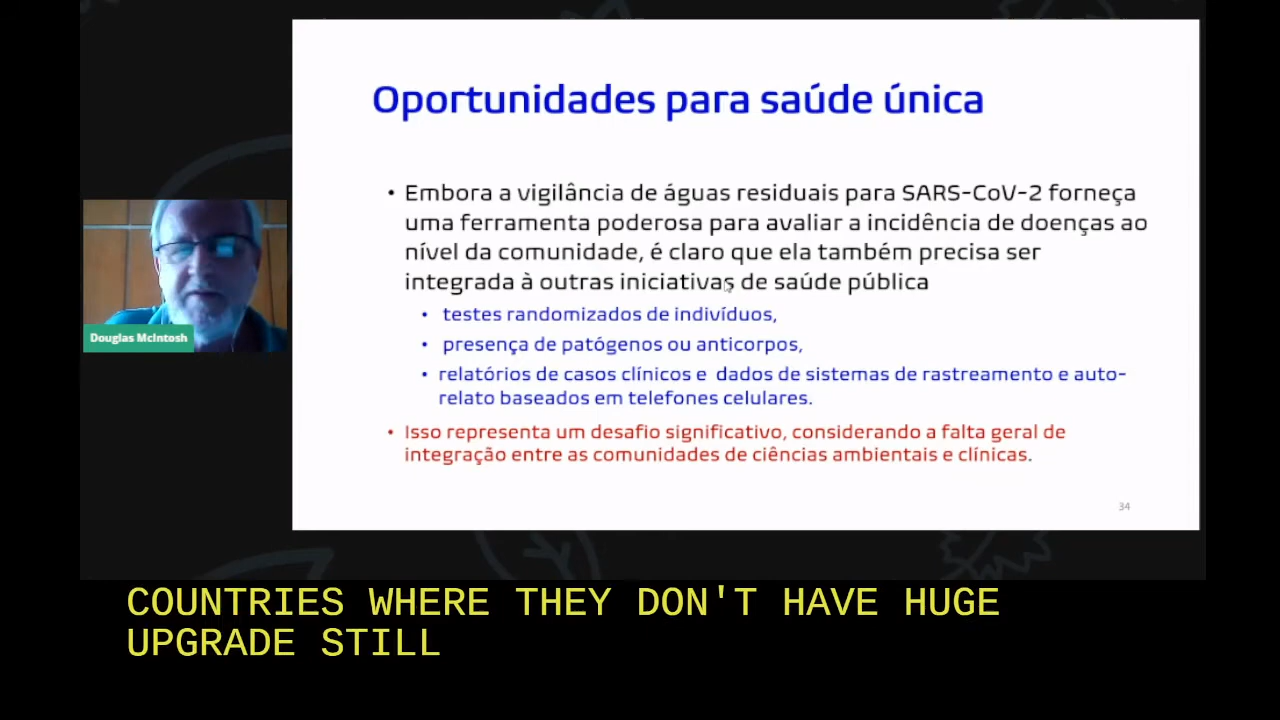 Oportunidades para saúde única
• Embora a vigilância de águas residuais para SARS-CoV-2 forneça
uma ferramenta poderosa para avaliar a incidência de doenças ao
nível da comunidade, é claro que ela também precisa ser
integrada à outras iniciativas de saúde pública
• testes randomizados de indivíduos,
• presença de patógenos ou anticorpos,
• relatórios de casos clínicos e dados de sistemas de rastreamento e auto-
relato baseados em telefones celulares.
• Isso representa um desafio significativo, considerando a falta geral de
integração entre as comunidades de ciências ambientais e clínicas.
34
Douglas McIntosh
COUNTRIES WHERE THEY DON'T HAVE HUGE
UPGRADE STILL